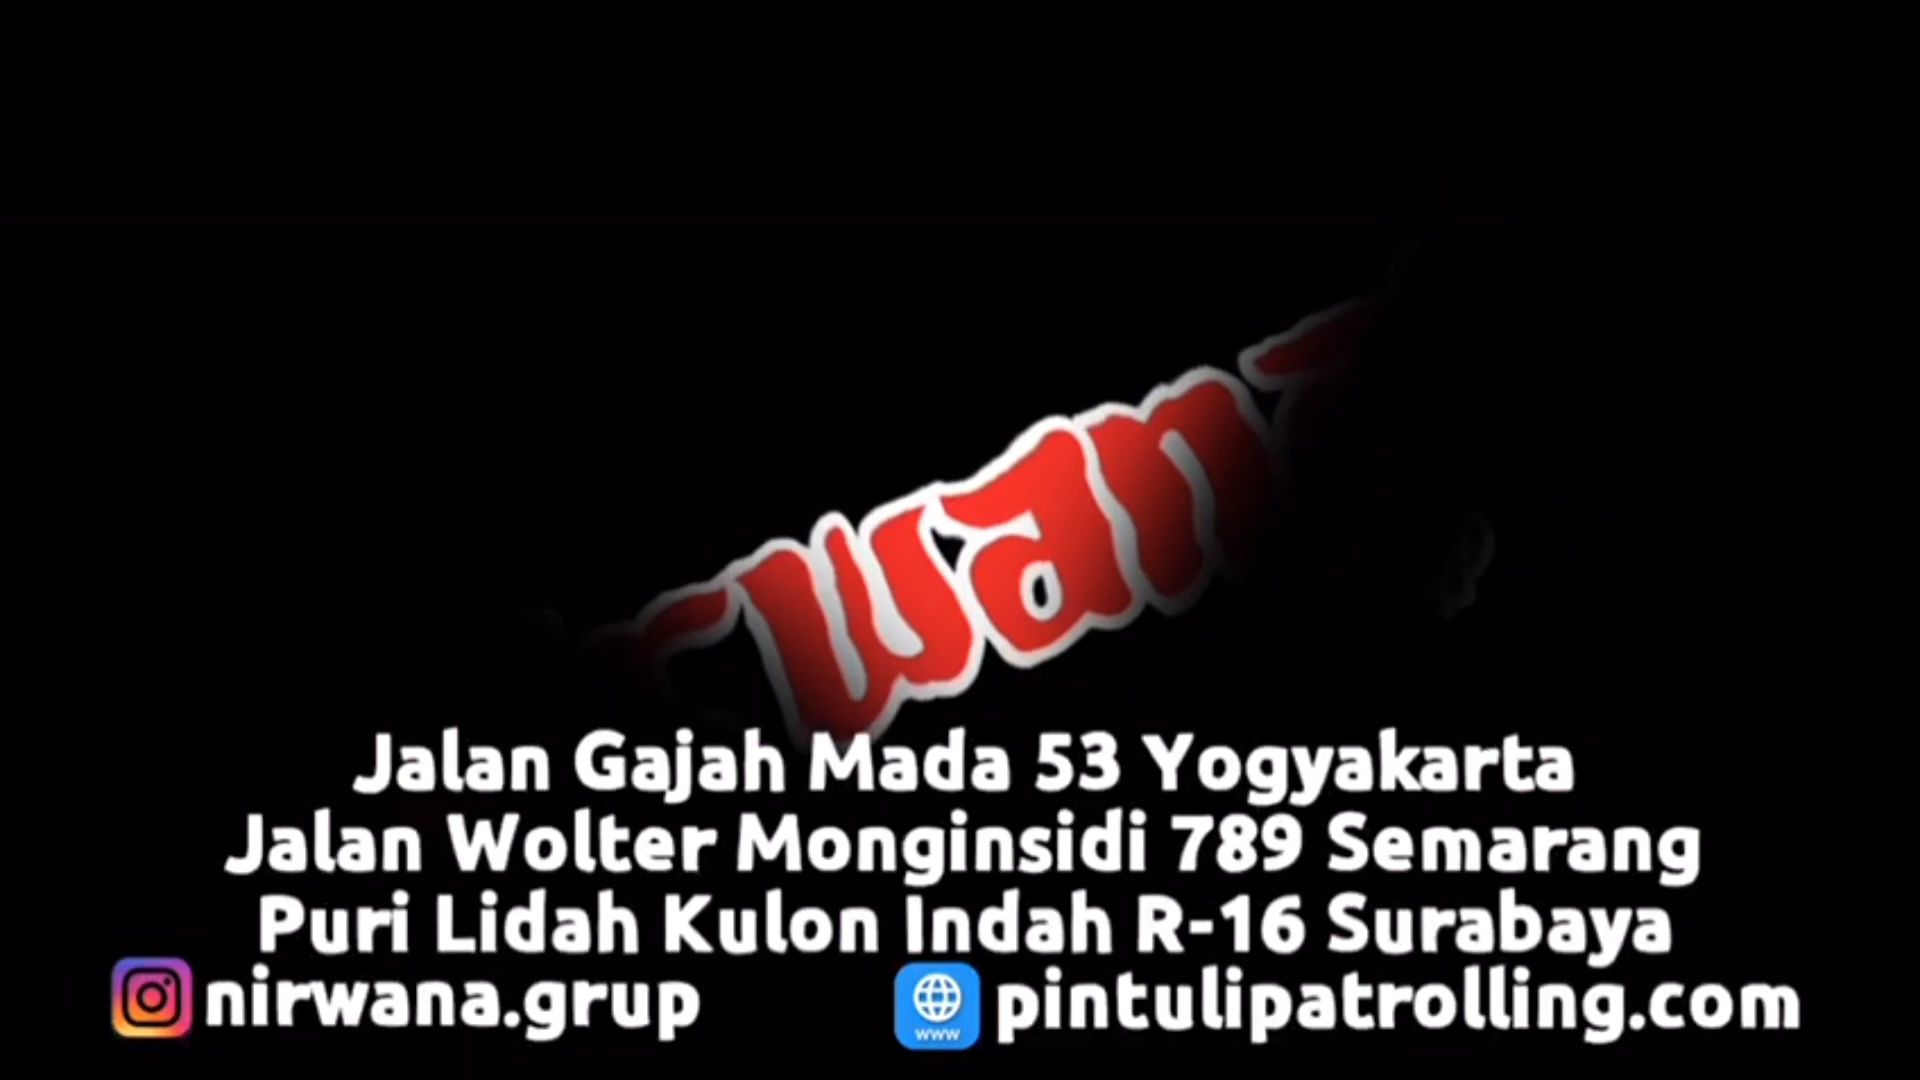 Jalan Gajah Mada 53 Yogyakarta
Jalan Wolter Monginsidi 789 Semarang
Puri Lidah Kulon Indah R-16 Surabaya
nirwana.grup
www
pintulipatrolling.com